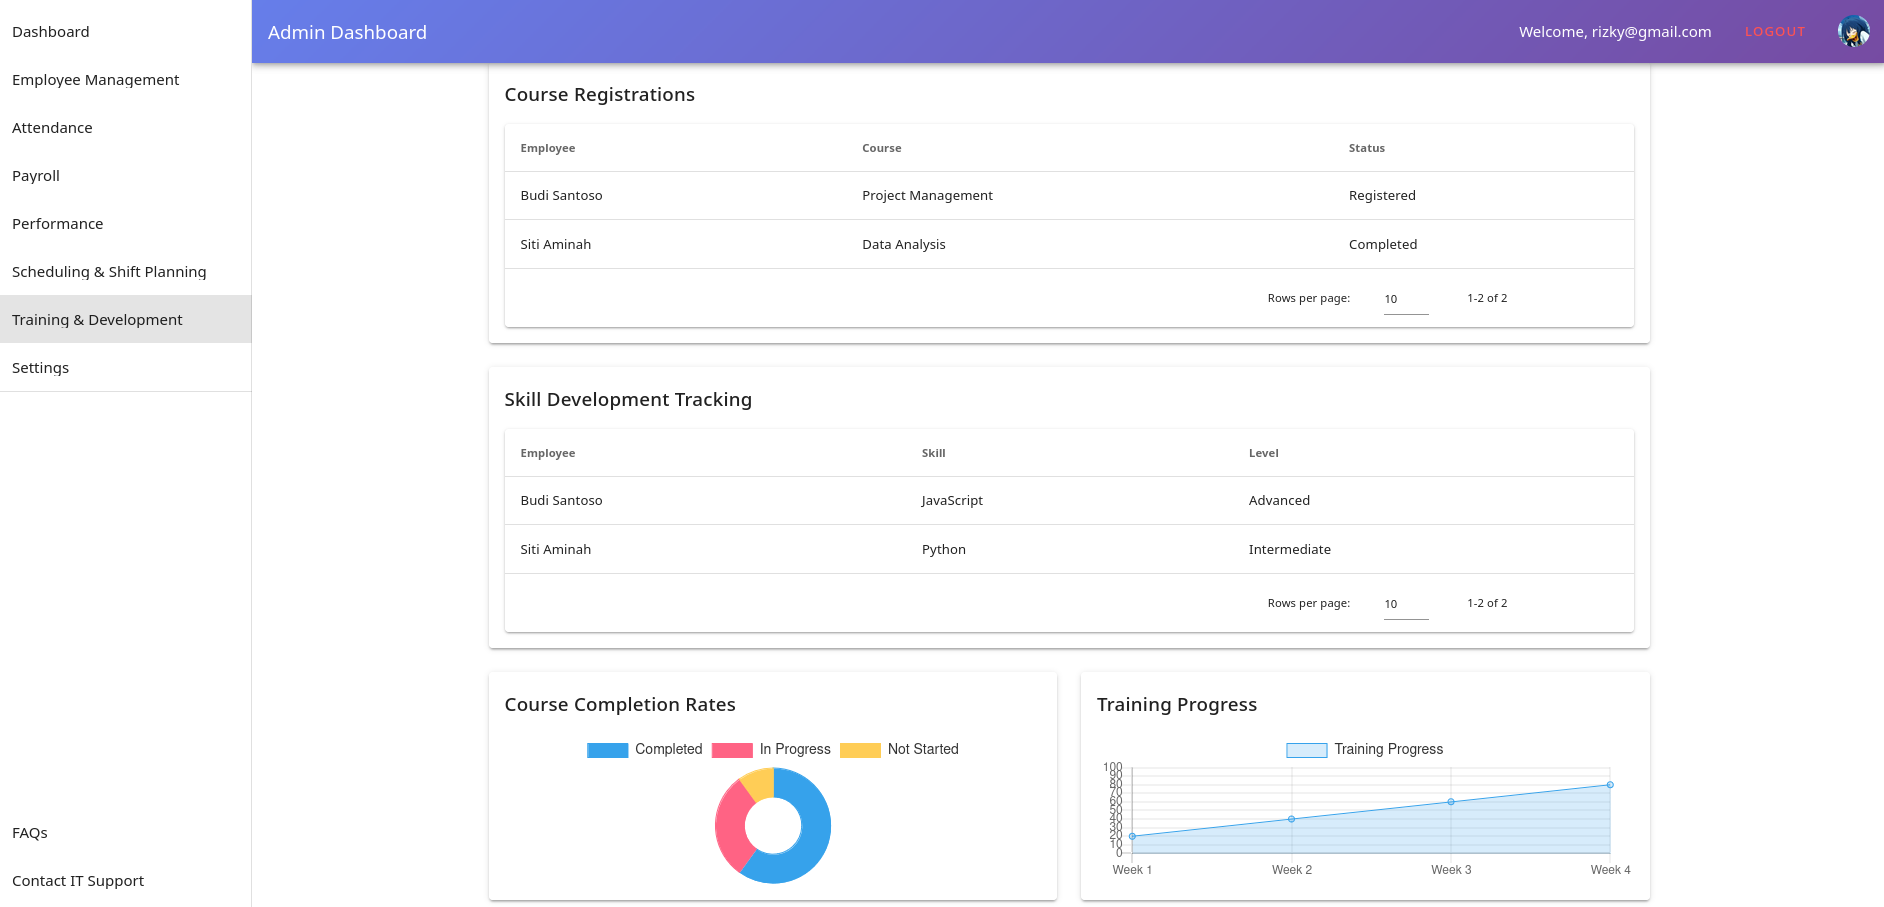 Dashboard
Employee Management
Attendance
Payroll
Performance
Scheduling & Shift Planning
Training & Development
Settings
FAQs
Contact IT Support
Admin Dashboard
Welcome, rizky@gmail.com
LOGOUT
Course Registrations
Employee Course Status
Budi Santoso Project Management Registered
Siti Aminah Data Analysis Completed
Rows per page: 10 1-2 of 2
Skill Development Tracking
Employee Skill Level
Budi Santoso JavaScript Advanced
Siti Aminah Python Intermediate
Rows per page: 10 1-2 of 2
Course Completion Rates
Completed In Progress Not Started
Training Progress
Training Progress
100
90
80
70
60
50
40
30
20
10
0
Week 1 Week 2 Week 3 Week 4